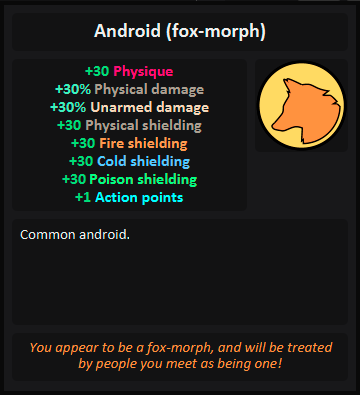 Android (fox-morph)
+30 Physique
+30% Physical damage
+30% Unarmed damage
+30 Physical shielding
+30 Fire shielding
+30 Cold shielding
+30 Poison shielding
+1 Action points
Common android.
You appear to be a fox-morph, and will be treated
by people you meet as being one!